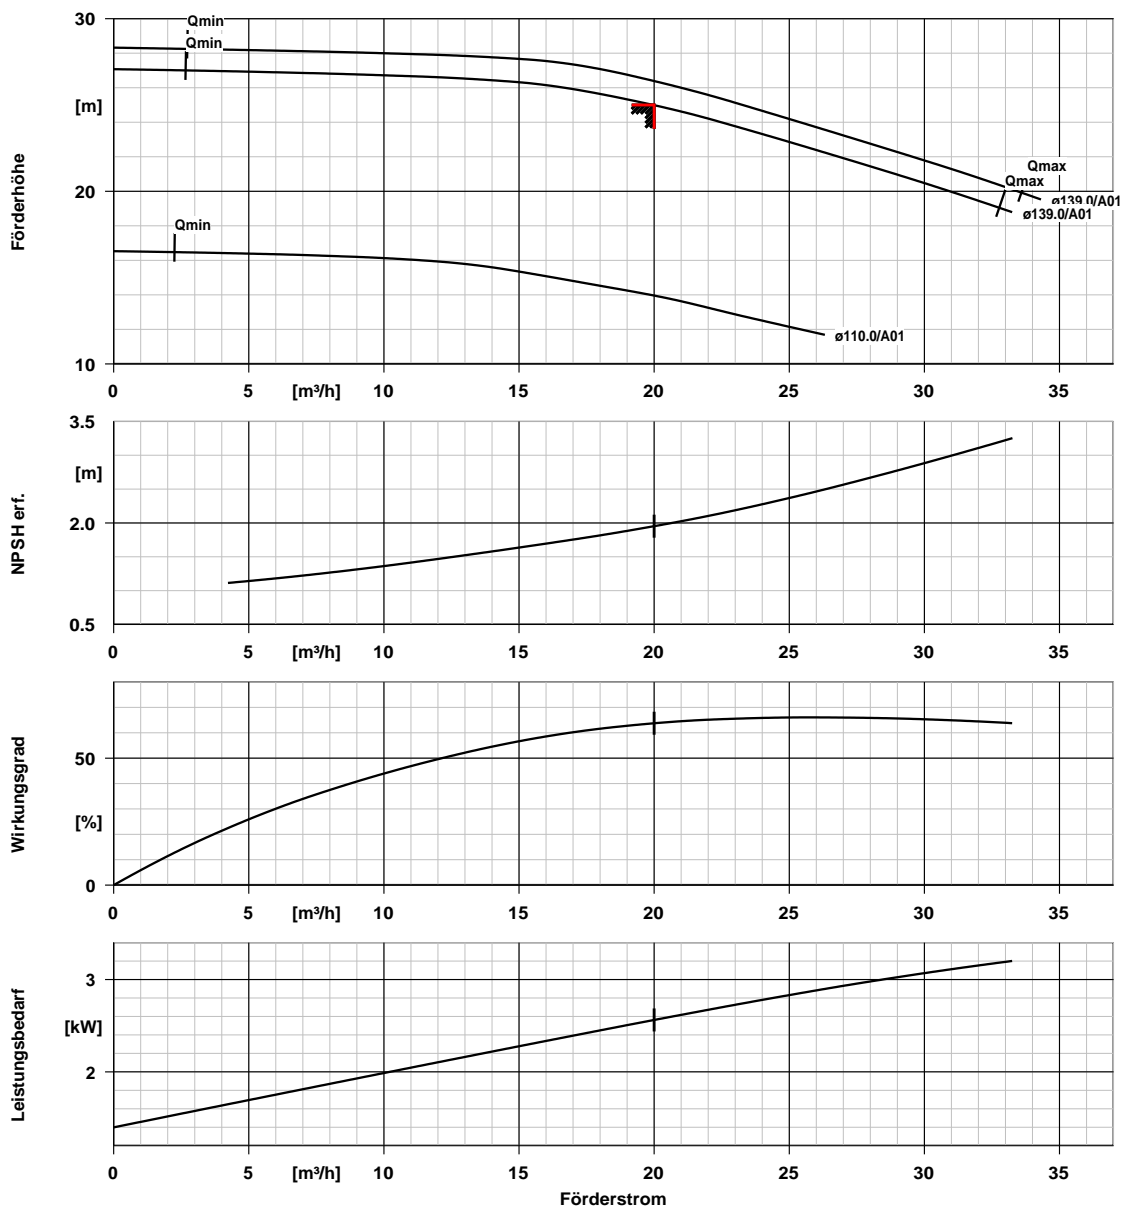 30
Qmin
Qmin
[m]
Förderhöhe
20
Qmax
Qmax
ø139.0/A01
ø139.0/A01
Qmin
ø110.0/A01
10
0 5 [m³/h] 10 15 20 25 30 35
3.5
[m]
NPSH erf.
2.0
0.5
0 5 [m³/h] 10 15 20 25 30 35
Wirkungsgrad
50
[%]
0
0 5 [m³/h] 10 15 20 25 30 35
3
Leistungsbedarf
[kW]
2
0 5 [m³/h] 10 15 20 25 30 35
Förderstrom